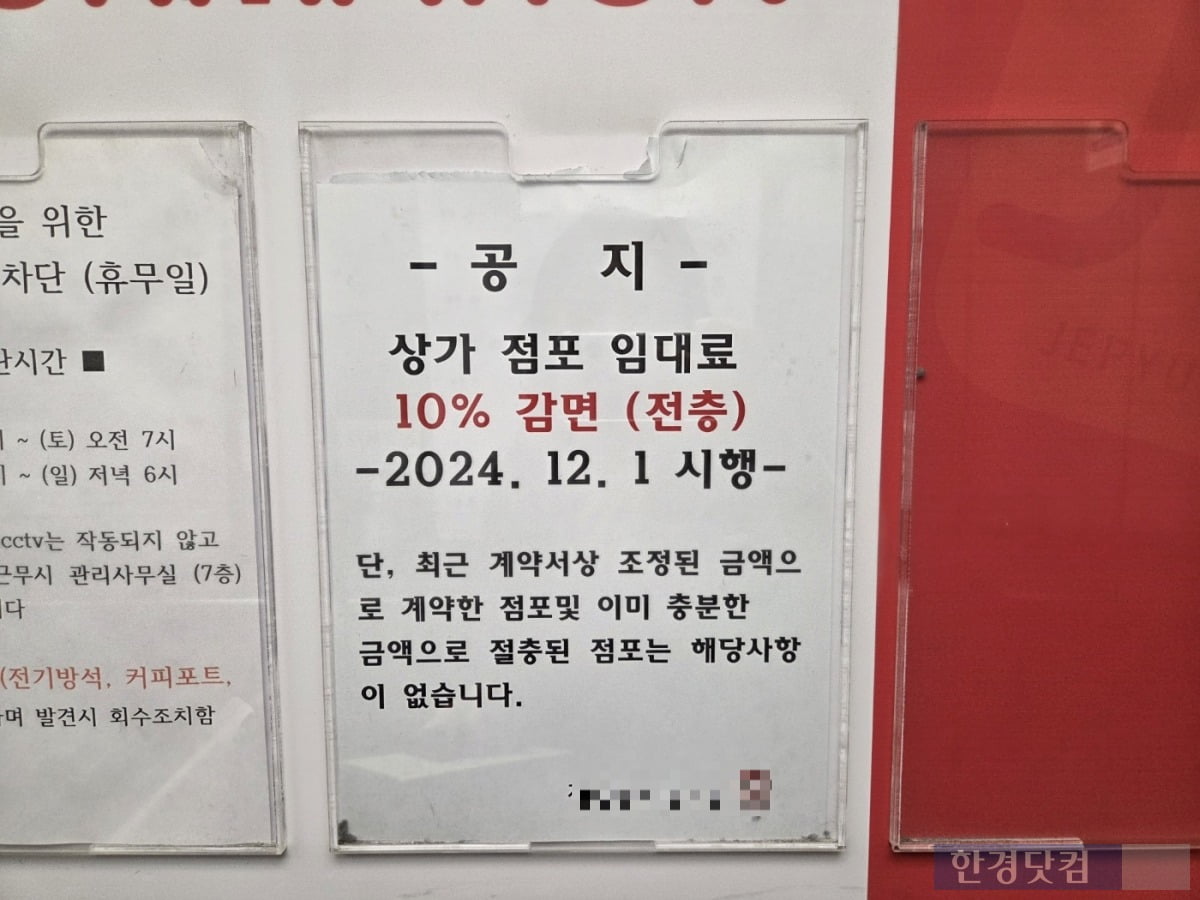 을 위한
차단 (휴무일)
단시간 ■
~ (토) 오전 7시
~ (일) 저녁 6시
cctv는 작동되지 않고
근무시 관리사무실 (7층)
(전기방석, 커피포트,
며 발견시 회수조치함
- 공 지 -
상가 점포 임대료
10% 감면 (전층)
-2024. 12. 1 시행-
단, 최근 계약서상 조정된 금액으
로 계약한 점포및 이미 충분한
금액으로 절충된 점포는 해당사항
이 없습니다.
한경닷컴